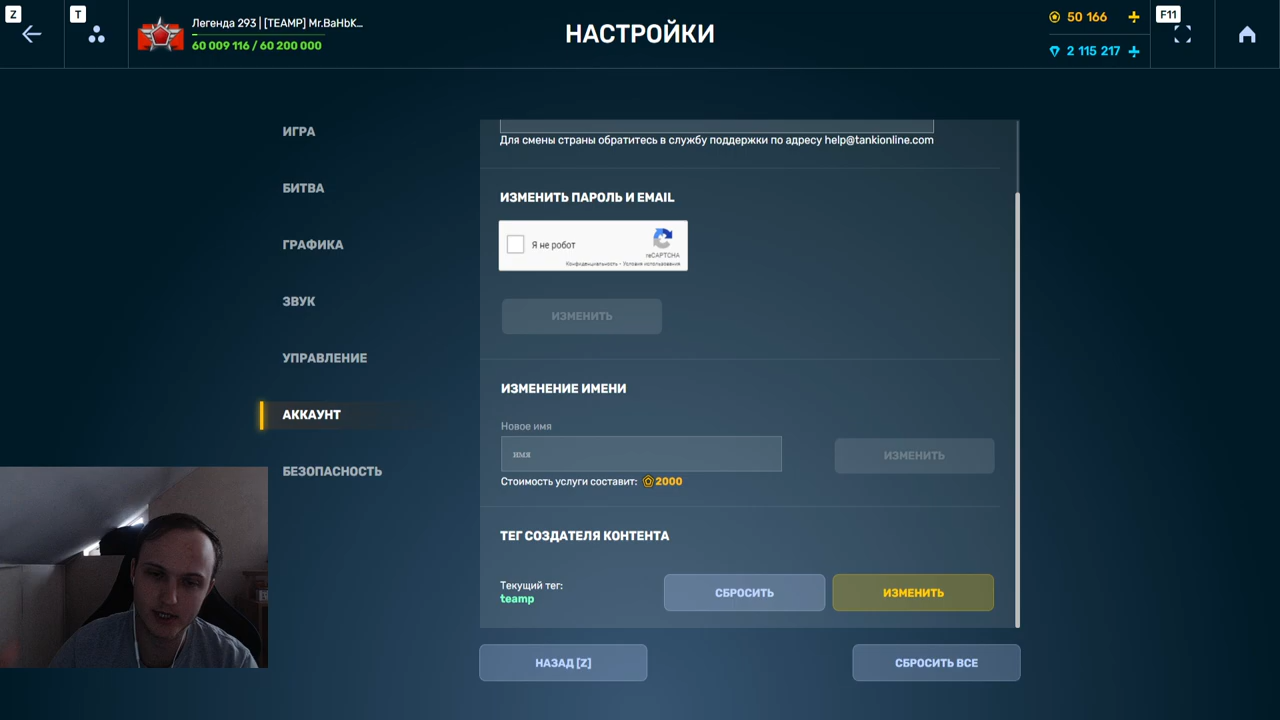 Z
T
Легенда 293 | [TEAMP] Mr.BaHbK...
60 009 116 / 60 200 000
НАСТРОЙКИ
50 166
2 115 217
F11
ИГРА
БИТВА
ГРАФИКА
ЗВУК
УПРАВЛЕНИЕ
АККАУНТ
БЕЗОПАСНОСТЬ
Для смены страны обратитесь в службу поддержки по адресу help@tankionline.com
ИЗМЕНИТЬ ПАРОЛЬ И EMAIL
Я не робот
reCAPTCHA
Конфиденциальность - Условия использования
ИЗМЕНИТЬ
ИЗМЕНЕНИЕ ИМЕНИ
Новое имя
имя
ИЗМЕНИТЬ
Стоимость услуги составит: 2000
ТЕГ СОЗДАТЕЛЯ КОНТЕНТА
Текущий тег:
teamp
СБРОСИТЬ
ИЗМЕНИТЬ
НАЗАД [Z]
СБРОСИТЬ ВСЕ